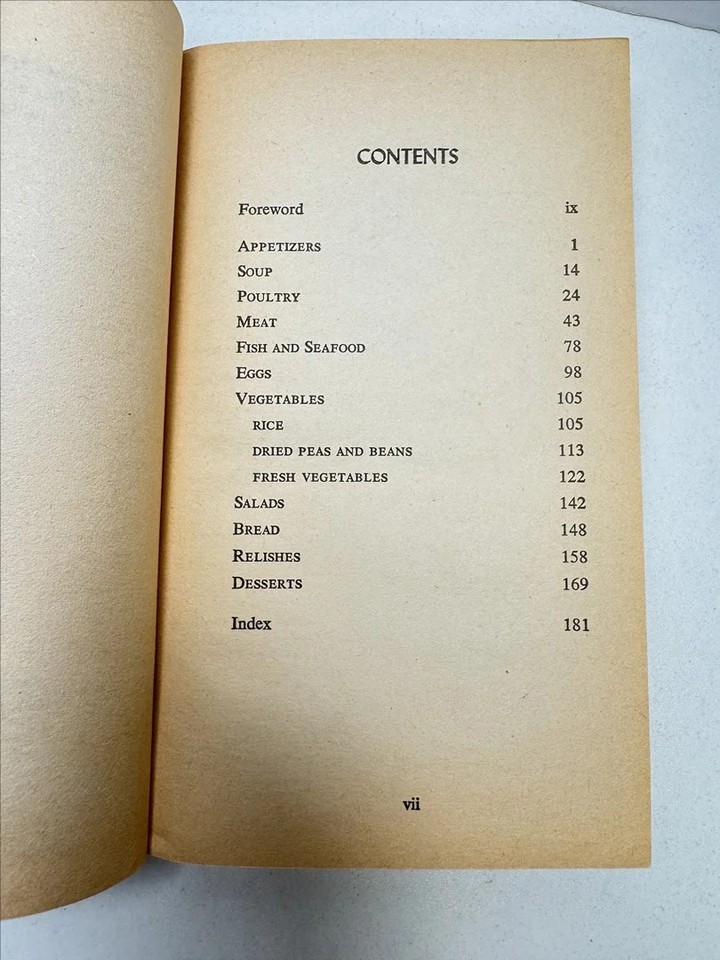 CONTENTS
Foreword ix
APPETIZERS 1
SOUP 14
POULTRY 24
MEAT 43
FISH AND SEAFOOD 78
EGGS 98
VEGETABLES 105
RICE 105
DRIED PEAS AND BEANS 113
FRESH VEGETABLES 122
SALADS 142
BREAD 148
RELISHES 158
DESSERTS 169
Index 181
vii